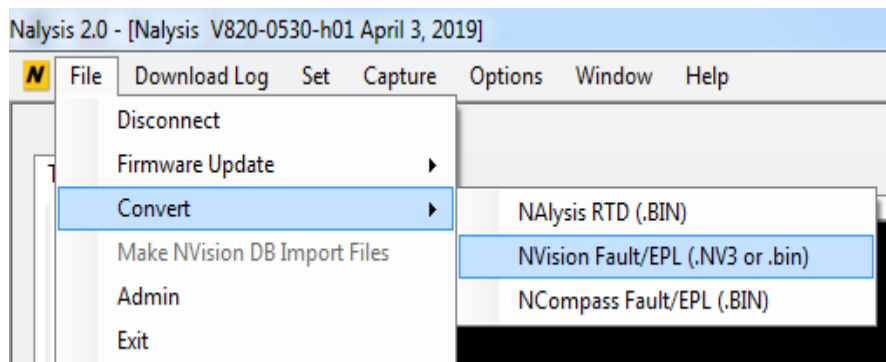 Nalysis 2.0 - [Nalysis V820-0530-h01 April 3, 2019]
N File Download Log Set Capture Options Window Help
Disconnect
Firmware Update
Convert
NAlysis RTD (.BIN)
Make NVision DB Import Files
NVision Fault/EPL (.NV3 or .bin)
Admin
NCompass Fault/EPL (.BIN)
Exit